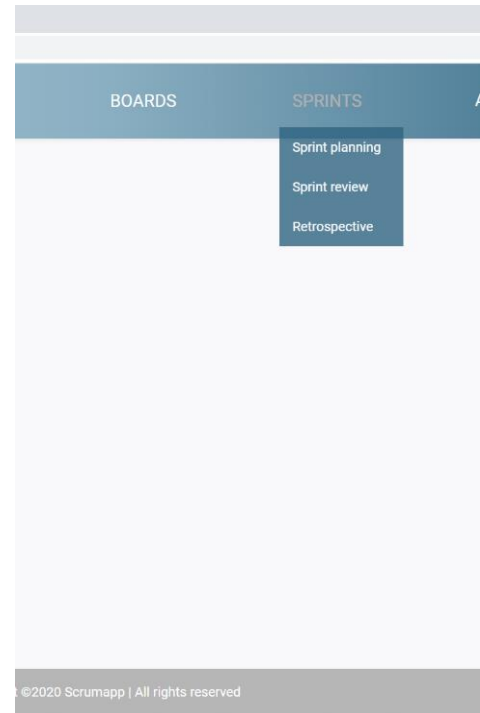 BOARDS SPRINTS
Sprint planning
Sprint review
Retrospective
©2020 Scrumapp | All rights reserved